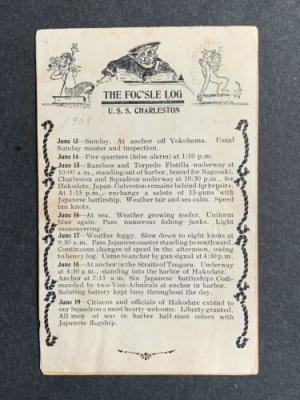 THE FOC'SLE LOG
U. S. S. CHARLESTON
1909
June 13—Sunday. At anchor off Yokohama. Usual
Sunday muster and inspection.
June 14—Fire quarters (false alarm) at 1:10 p.m.
June 15—Rainbow and Torpedo Flotilla underway at
10:00 a.m., standing out of harbor, bound for Nagasaki.
Charleston and Squadron underway at 10:30 p.m., for
Hakodate, Japan. Galveston remains behind for repairs.
At 1:15 p.m., exchange a salute of 13-guns with
Japanese battleship. Weather fair and sea calm. Speed
ten knots.
June 16—At sea. Weather growing cooler. Uniform
blue again. Pass numerous fishing junks. Light
maneuvering.
June 17—Weather foggy. Slow down to eight knots at
9:30 a.m. Pass Japanese coaster standing to southward.
Continuous changes of speed in the afternoon, owing
to heavy fog. Came to anchor by gun signal at 4:50 p.m.
June 18—At anchor in the Straits of Tsugaru. Underway
at 4:30 a.m., standing into the harbor of Hakodate.
Anchor at 7:15 a.m. Six Japanese battleships Com-
manded by two Vice-Admirals at anchor in harbor.
Saluting battery kept busy throughout the day.
June 19—Citizens and officials of Hakodate extend to
our Squadron a most hearty welcome. Liberty granted.
All men of war in harbor half-mast colors with
Japanese flagship.